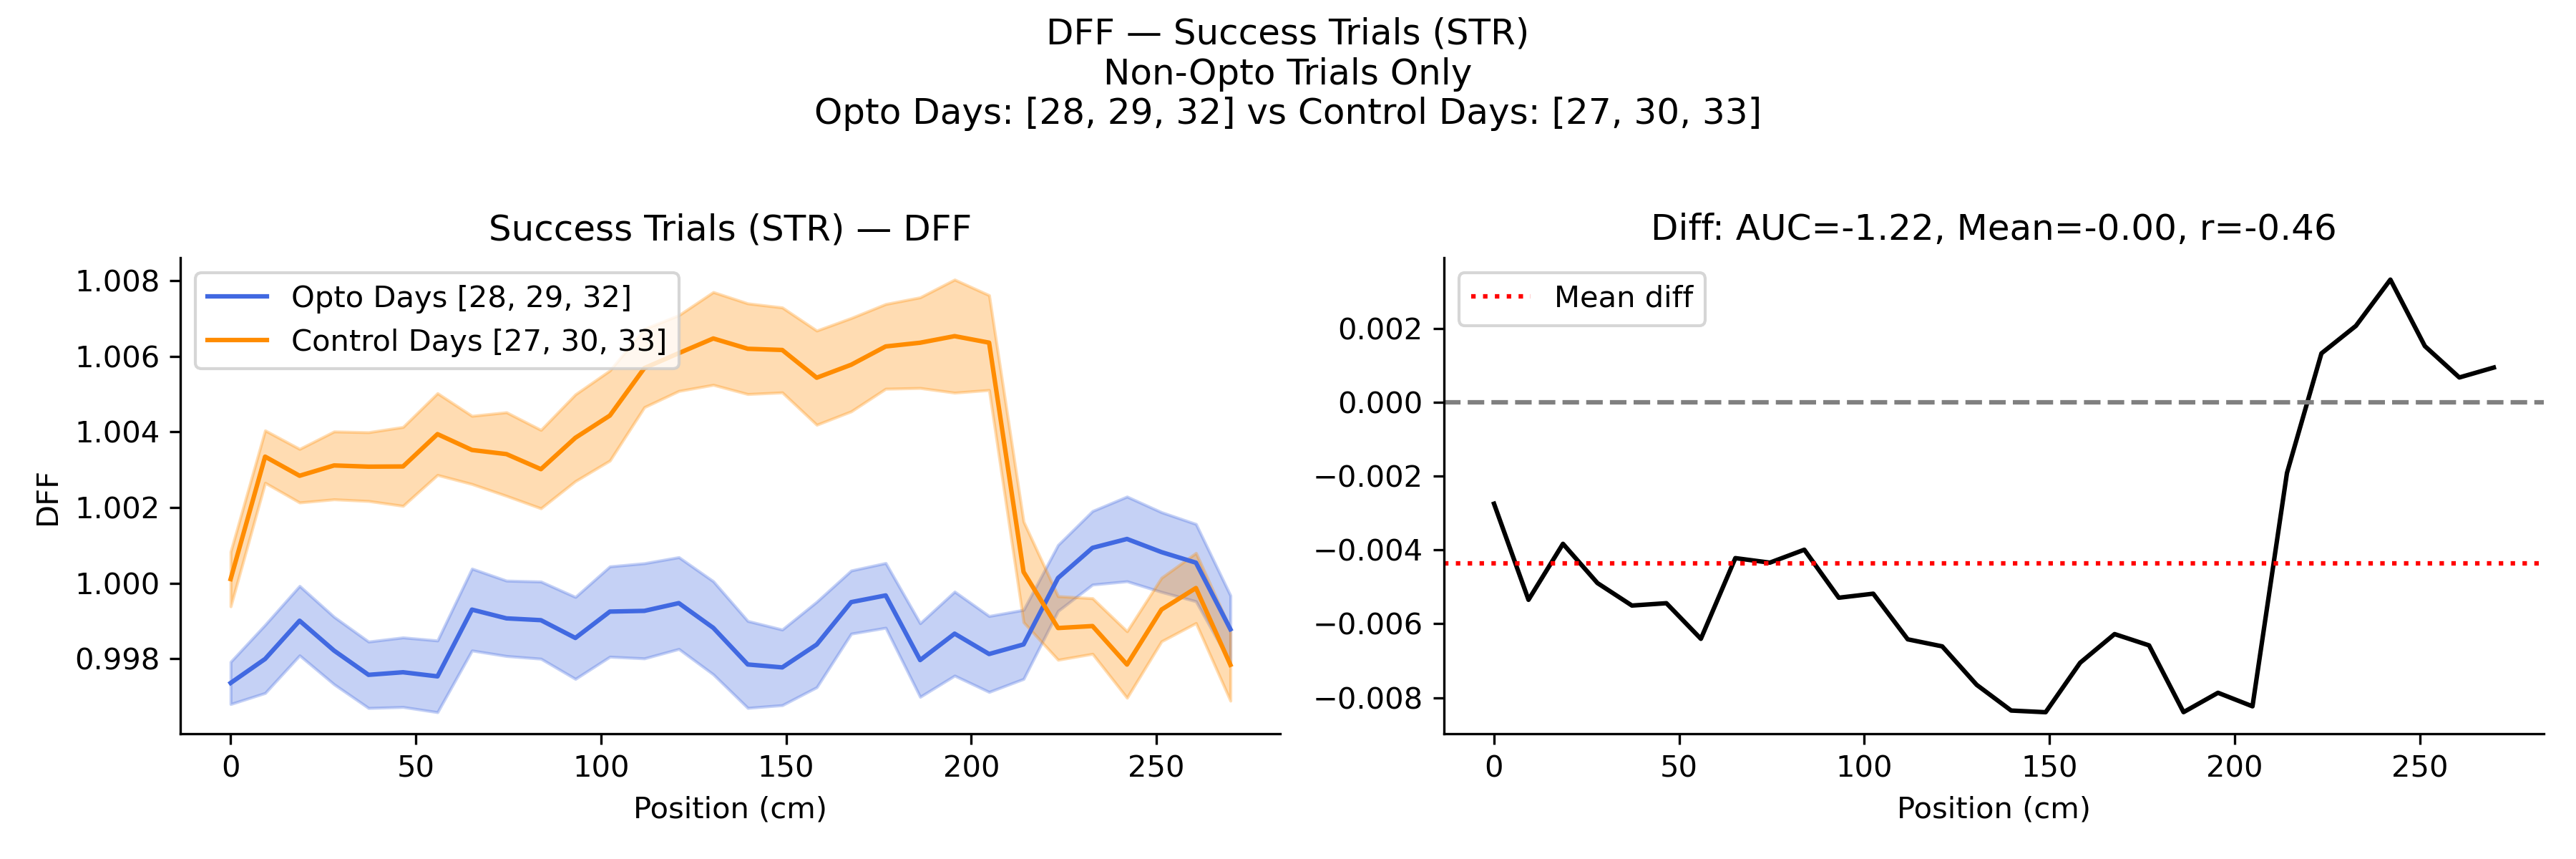 DFF — Success Trials (STR)
Non-Opto Trials Only
Opto Days: [28, 29, 32] vs Control Days: [27, 30, 33]
Success Trials (STR) — DFF
1.008
1.006
1.004
1.002
1.000
0.998
DFF
Opto Days [28, 29, 32]
Control Days [27, 30, 33]
0
50
100
150
200
250
Position (cm)
Diff: AUC=-1.22, Mean=-0.00, r=-0.46
Mean diff
0.002
0.000
−0.002
−0.004
−0.006
−0.008
0
50
100
150
200
250
Position (cm)